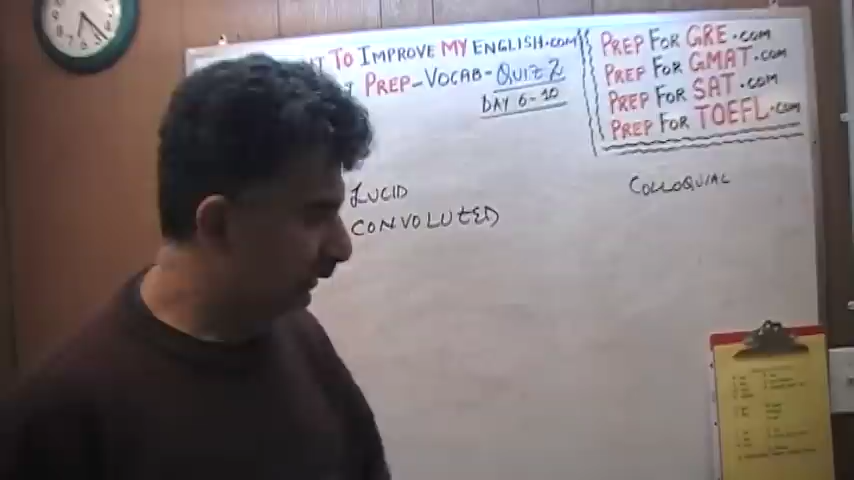 NT TO IMPROVE MY ENGLISH.COM
PREP-VOCAB-QUIZ 2
DAY 6-10
PREP FOR GRE.COM
PREP FOR GMAT.COM
PREP FOR SAT.COM
PREP FOR TOEFL.COM
LUCID
CONVOLUTED
COLLOQUIAL